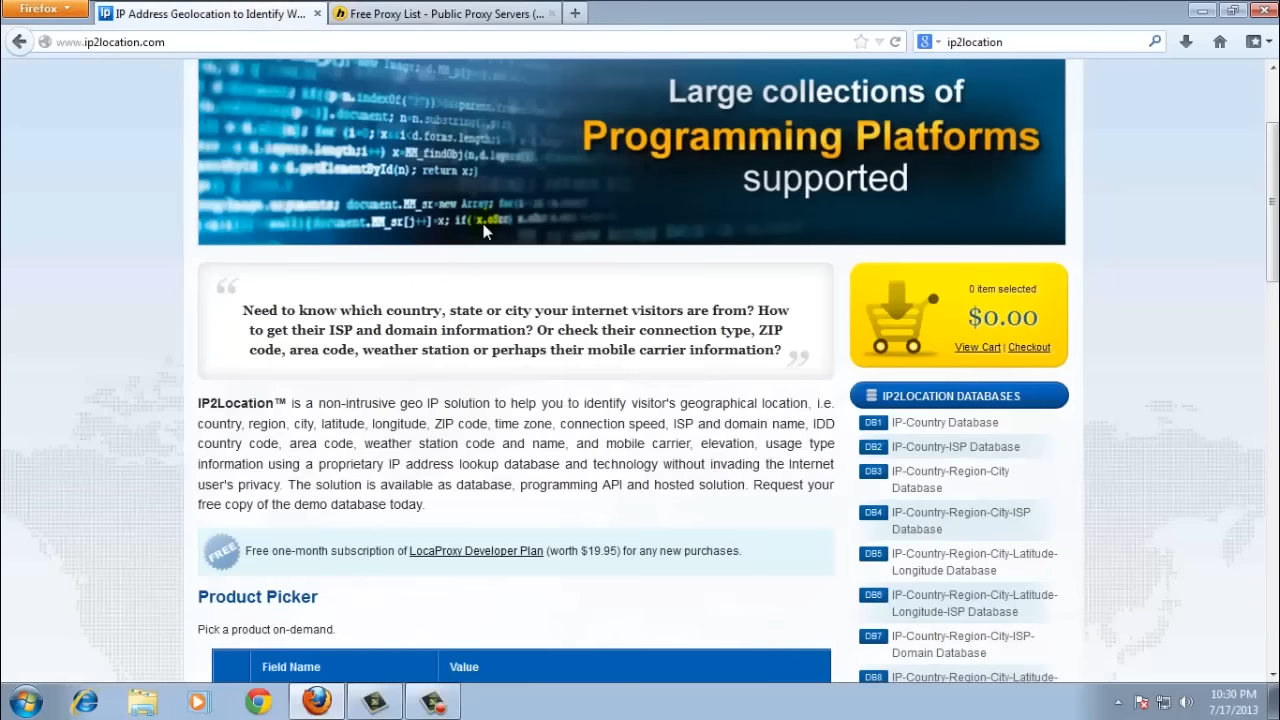 Firefox
IP Address Geolocation to Identify W...
Free Proxy List - Public Proxy Servers (...
www.ip2location.com
ip2location
Large collections of
Programming Platforms
supported
Need to know which country, state or city your internet visitors are from? How
to get their ISP and domain information? Or check their connection type, ZIP
code, area code, weather station or perhaps their mobile carrier information?
0 item selected
$0.00
View Cart | Checkout
IP2Location™ is a non-intrusive geo IP solution to help you to identify visitor's geographical location, i.e.
country, region, city, latitude, longitude, ZIP code, time zone, connection speed, ISP and domain name, IDD
country code, area code, weather station code and name, and mobile carrier, elevation, usage type
information using a proprietary IP address lookup database and technology without invading the Internet
user's privacy. The solution is available as database, programming API and hosted solution. Request your
free copy of the demo database today.
FREE
Free one-month subscription of LocaProxy Developer Plan (worth $19.95) for any new purchases.
Product Picker
Pick a product on-demand.
Field Name Value
IP2LOCATION DATABASES
DB1 IP-Country Database
DB2 IP-Country-ISP Database
DB3 IP-Country-Region-City
Database
DB4 IP-Country-Region-City-ISP
Database
DB5 IP-Country-Region-City-Latitude-
Longitude Database
DB6 IP-Country-Region-City-Latitude-
Longitude-ISP Database
DB7 IP-Country-Region-City-ISP-
Domain Database
DB8 IP-Country-Region-City-Latitude-
10:30 PM
7/17/2013